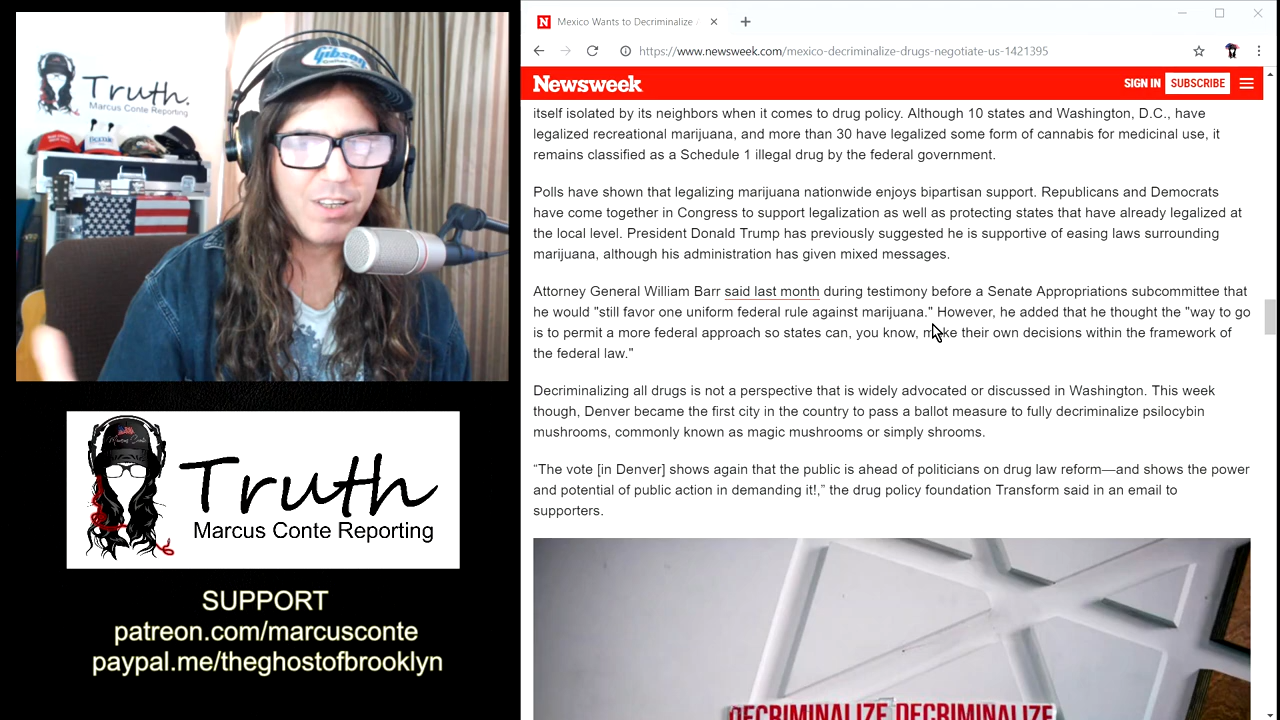 Truth.
Marcus Conte Reporting
Gibson
Truth
Marcus Conte Reporting
SUPPORT
patreon.com/marcusconte
paypal.me/theghostofbrooklyn
N
Mexico Wants to Decriminalize
https://www.newsweek.com/mexico-decriminalize-drugs-negotiate-us-1421395
Newsweek
SIGN IN
SUBSCRIBE
itself isolated by its neighbors when it comes to drug policy. Although 10 states and Washington, D.C., have
legalized recreational marijuana, and more than 30 have legalized some form of cannabis for medicinal use, it
remains classified as a Schedule 1 illegal drug by the federal government.
Polls have shown that legalizing marijuana nationwide enjoys bipartisan support. Republicans and Democrats
have come together in Congress to support legalization as well as protecting states that have already legalized at
the local level. President Donald Trump has previously suggested he is supportive of easing laws surrounding
marijuana, although his administration has given mixed messages.
Attorney General William Barr said last month during testimony before a Senate Appropriations subcommittee that
he would "still favor one uniform federal rule against marijuana." However, he added that he thought the "way to go
is to permit a more federal approach so states can, you know, make their own decisions within the framework of
the federal law."
Decriminalizing all drugs is not a perspective that is widely advocated or discussed in Washington. This week
though, Denver became the first city in the country to pass a ballot measure to fully decriminalize psilocybin
mushrooms, commonly known as magic mushrooms or simply shrooms.
“The vote [in Denver] shows again that the public is ahead of politicians on drug law reform—and shows the power
and potential of public action in demanding it!,” the drug policy foundation Transform said in an email to
supporters.
DECRIMINALIZE DECRIMINALIZE